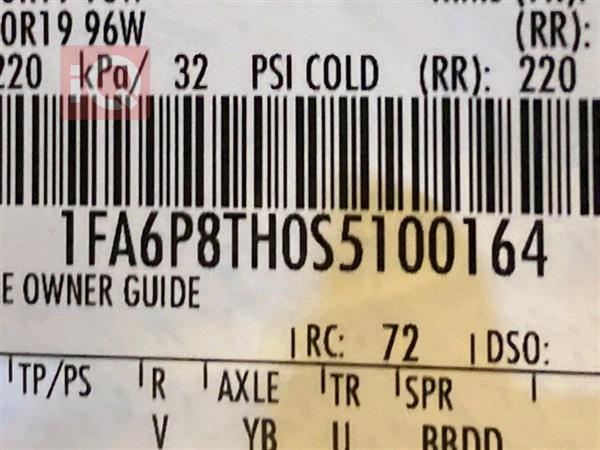 0R19 96W
(RR):
220 kPa/ 32 PSI COLD (RR): 220
iQ
1FA6P8TH0S5100164
E OWNER GUIDE
RC: 72 DSO:
TP/PS R AXLE TR SPR
V YB U BBDD